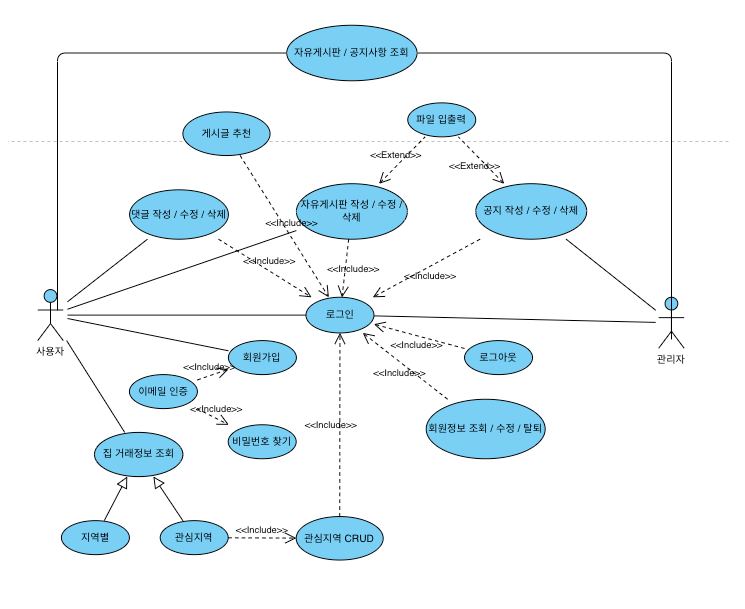 자유게시판 / 공지사항 조회
파일 입출력
게시글 추천
<<Extend>>
<<Extend>>
댓글 작성 / 수정 / 삭제
자유게시판 작성 / 수정 /
삭제
공지 작성 / 수정 / 삭제
<<Include>>
<<Include>>
<<Include>>
<<Include>>
로그인
사용자
관리자
회원가입
로그아웃
<<Include>>
<<Include>>
<<Include>>
이메일 인증
<<Include>>
<<Include>>
회원정보 조회 / 수정 / 탈퇴
비밀번호 찾기
집 거래정보 조회
지역별
관심지역
<<Include>>
관심지역 CRUD